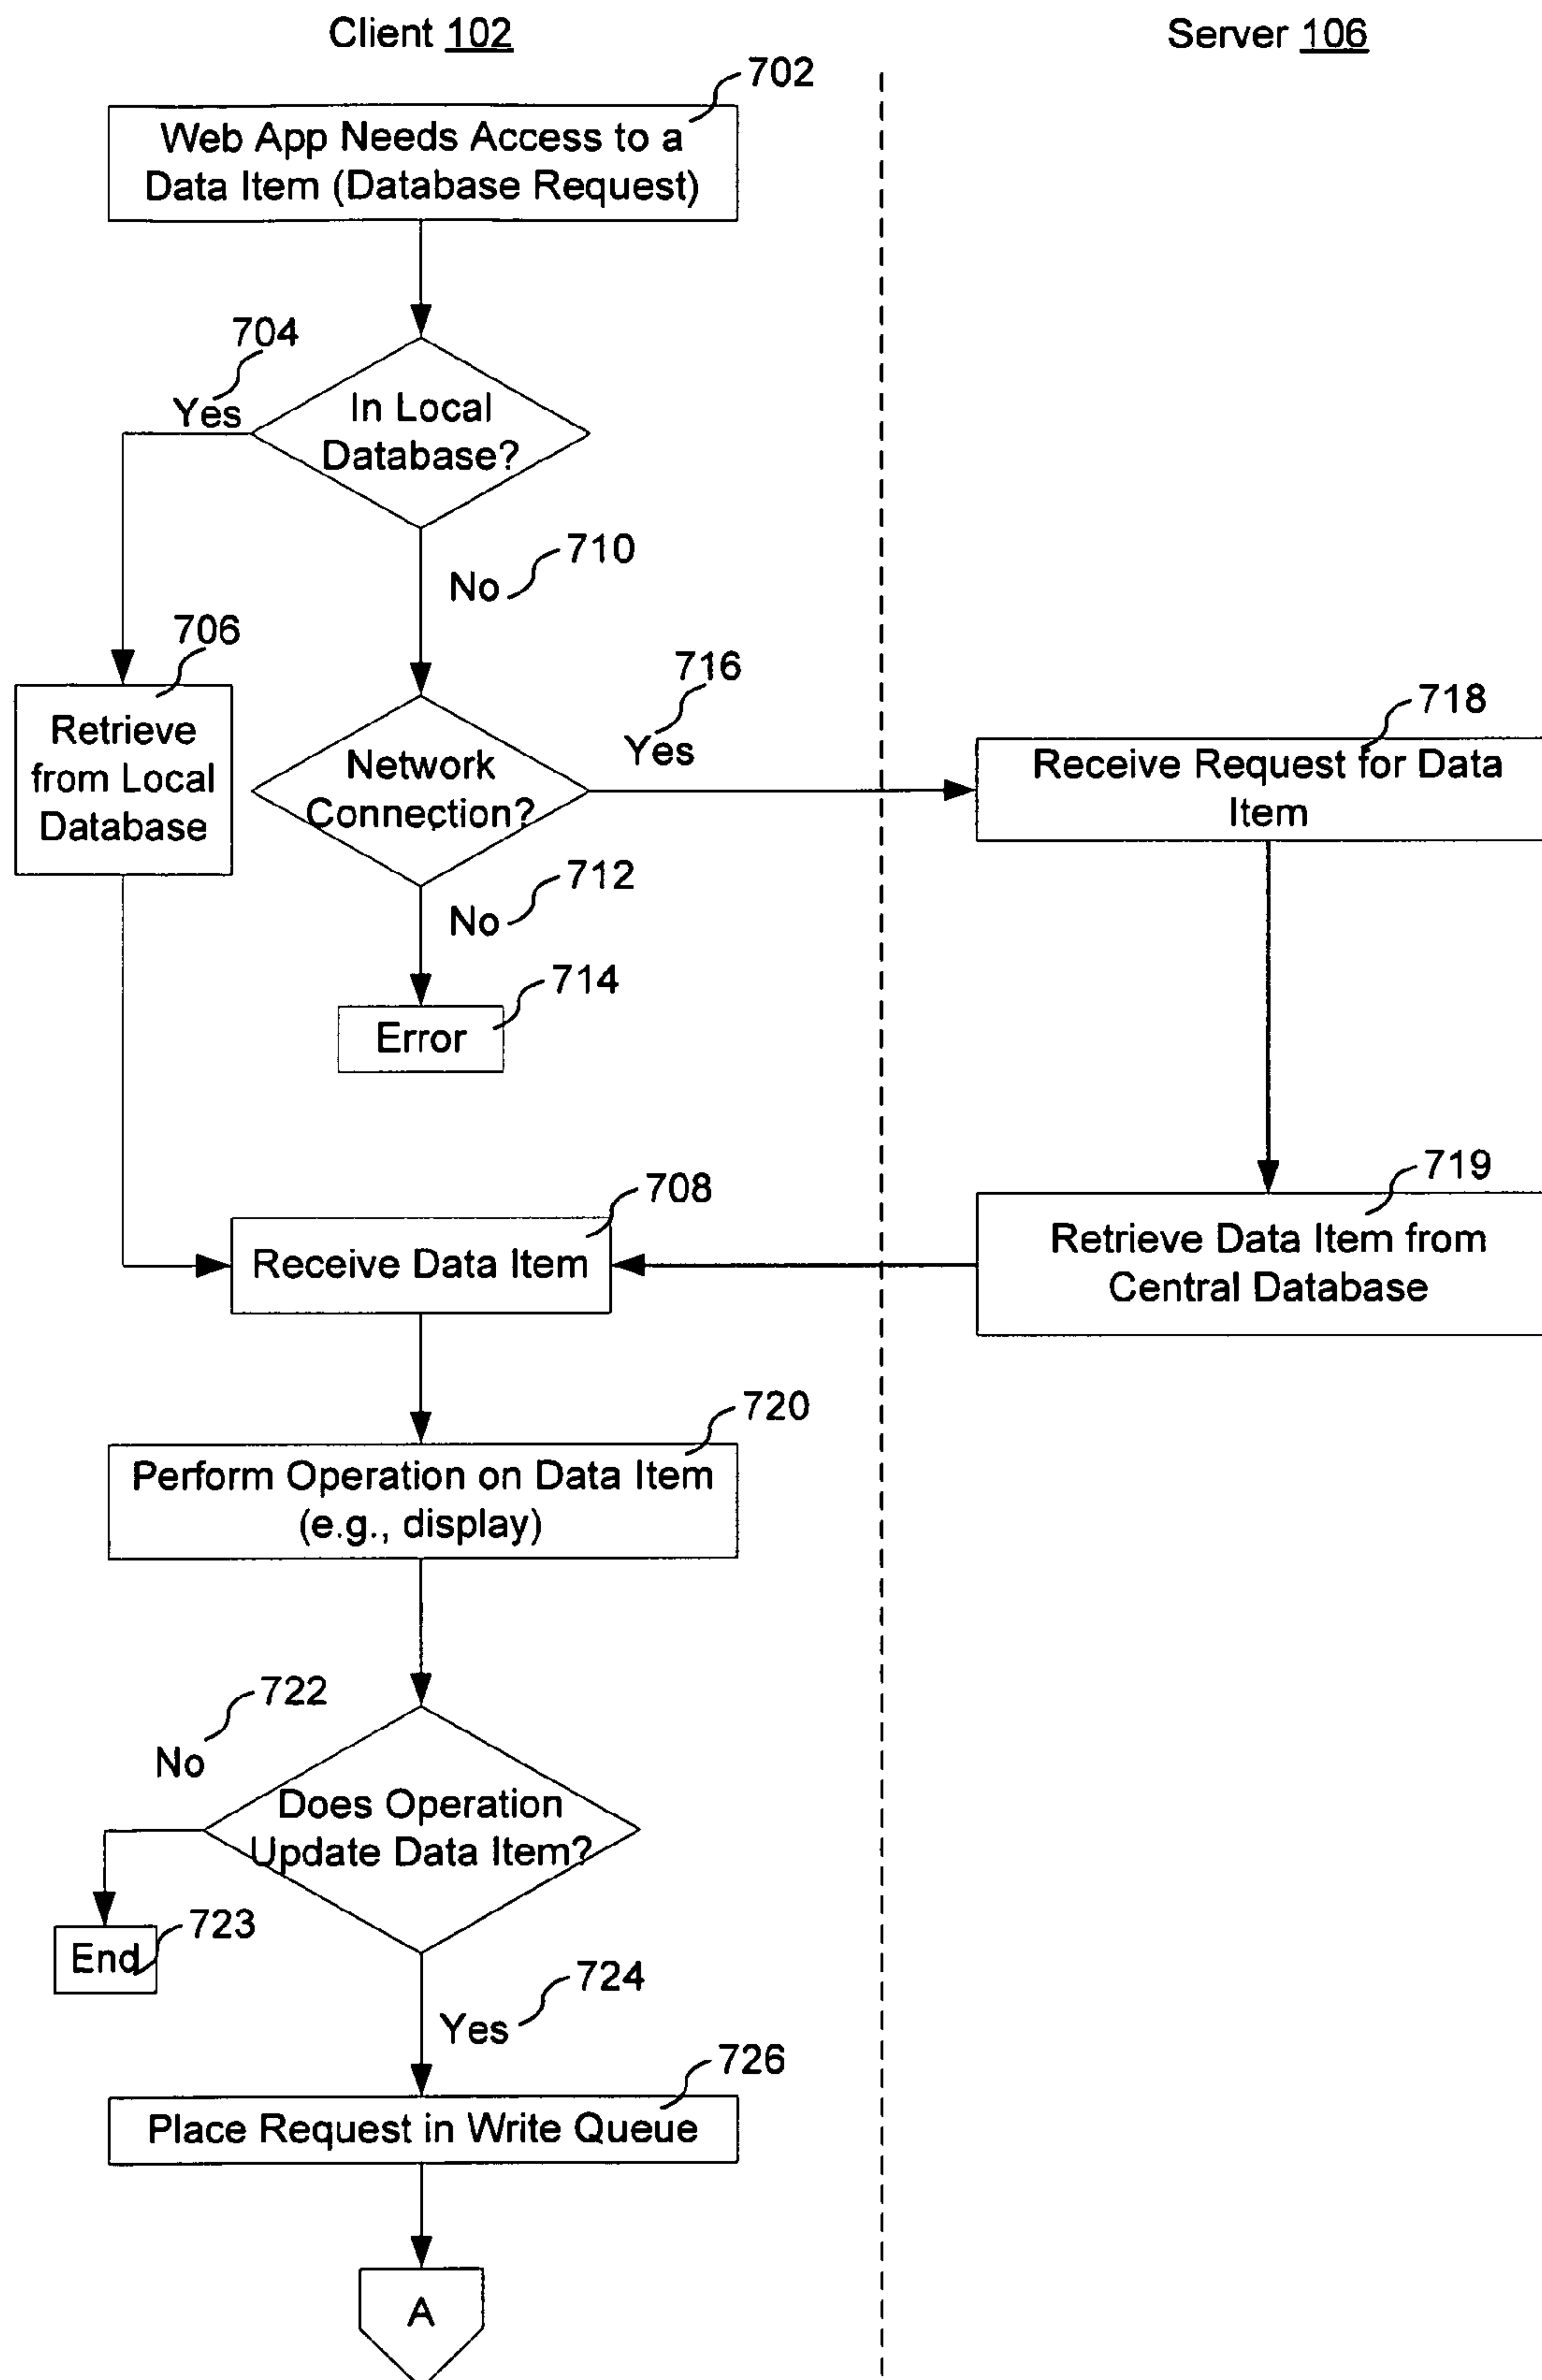 Client 102
Server 106
702
Web App Needs Access to a
Data Item (Database Request)
704
Yes
In Local
Database?
710
No
706
Retrieve
from Local
Database
716
Yes
Network
Connection?
718
Receive Request for Data
Item
712
No
714
Error
708
Receive Data Item
719
Retrieve Data Item from
Central Database
720
Perform Operation on Data Item
(e.g., display)
722
No
Does Operation
Update Data Item?
723
End
724
Yes
726
Place Request in Write Queue
A